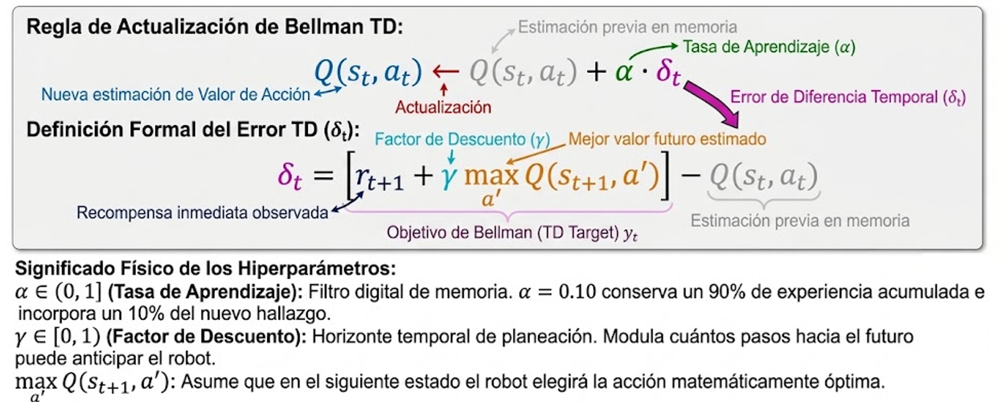 Regla de Actualización de Bellman TD:
Estimación previa en memoria
Tasa de Aprendizaje (α)
Q(sₜ, aₜ) ← Q(sₜ, aₜ) + α · δₜ
Nueva estimación de Valor de Acción
Actualización
Error de Diferencia Temporal (δₜ)
Definición Formal del Error TD (δₜ):
Factor de Descuento (γ)
Mejor valor futuro estimado
δₜ = [rₜ₊₁ + γ max Q(sₜ₊₁, a′)] − Q(sₜ, aₜ)
a′
Recompensa inmediata observada
Objetivo de Bellman (TD Target) yₜ
Estimación previa en memoria
Significado Físico de los Hiperparámetros:
α ∈ (0, 1] (Tasa de Aprendizaje): Filtro digital de memoria. α = 0.10 conserva un 90% de experiencia acumulada e
incorpora un 10% del nuevo hallazgo.
γ ∈ [0, 1) (Factor de Descuento): Horizonte temporal de planeación. Modula cuántos pasos hacia el futuro
puede anticipar el robot.
max Q(sₜ₊₁, a′): Asume que en el siguiente estado el robot elegirá la acción matemáticamente óptima.
a′